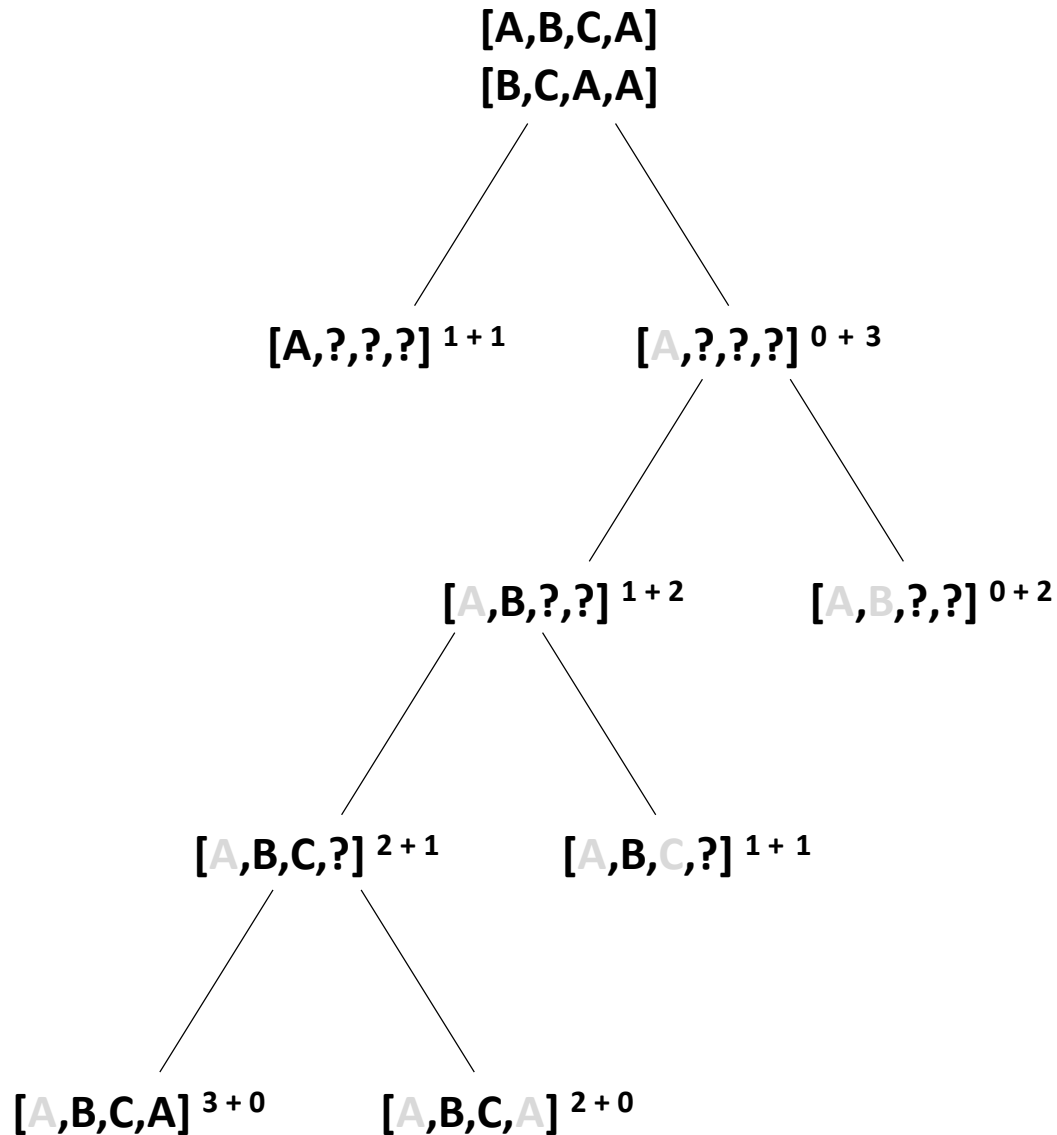 [A,B,C,A]
[B,C,A,A]
[A,?,?,?] 1 + 1
[A,?,?,?] 0 + 3
[A,B,?,?] 1 + 2
[A,B,?,?] 0 + 2
[A,B,C,?] 2 + 1
[A,B,C,?] 1 + 1
[A,B,C,A] 3 + 0
[A,B,C,A] 2 + 0